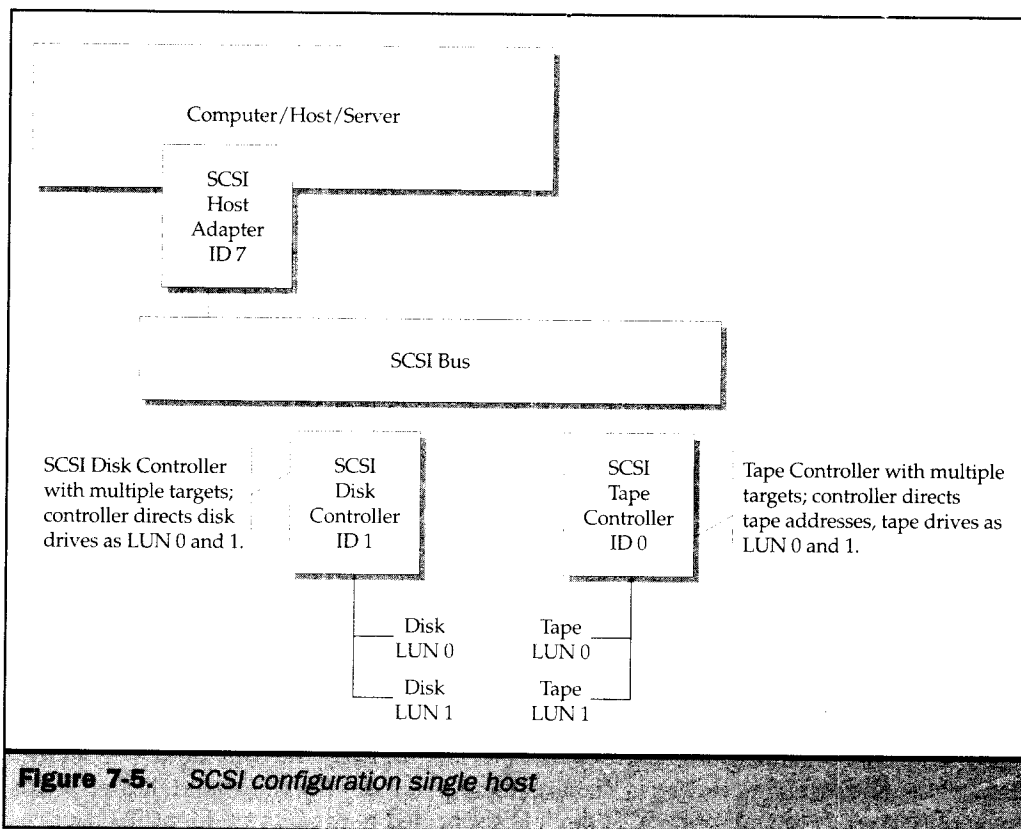 Computer/Host/Server
SCSI
Host
Adapter
ID 7
SCSI Bus
SCSI Disk Controller
with multiple targets;
controller directs disk
drives as LUN 0 and 1.
SCSI
Disk
Controller
ID 1
SCSI
Tape
Controller
ID 0
Tape Controller with multiple
targets; controller directs
tape addresses, tape drives as
LUN 0 and 1.
Disk
LUN 0
Disk
LUN 1
Tape
LUN 0
Tape
LUN 1
Figure 7-5. SCSI configuration single host